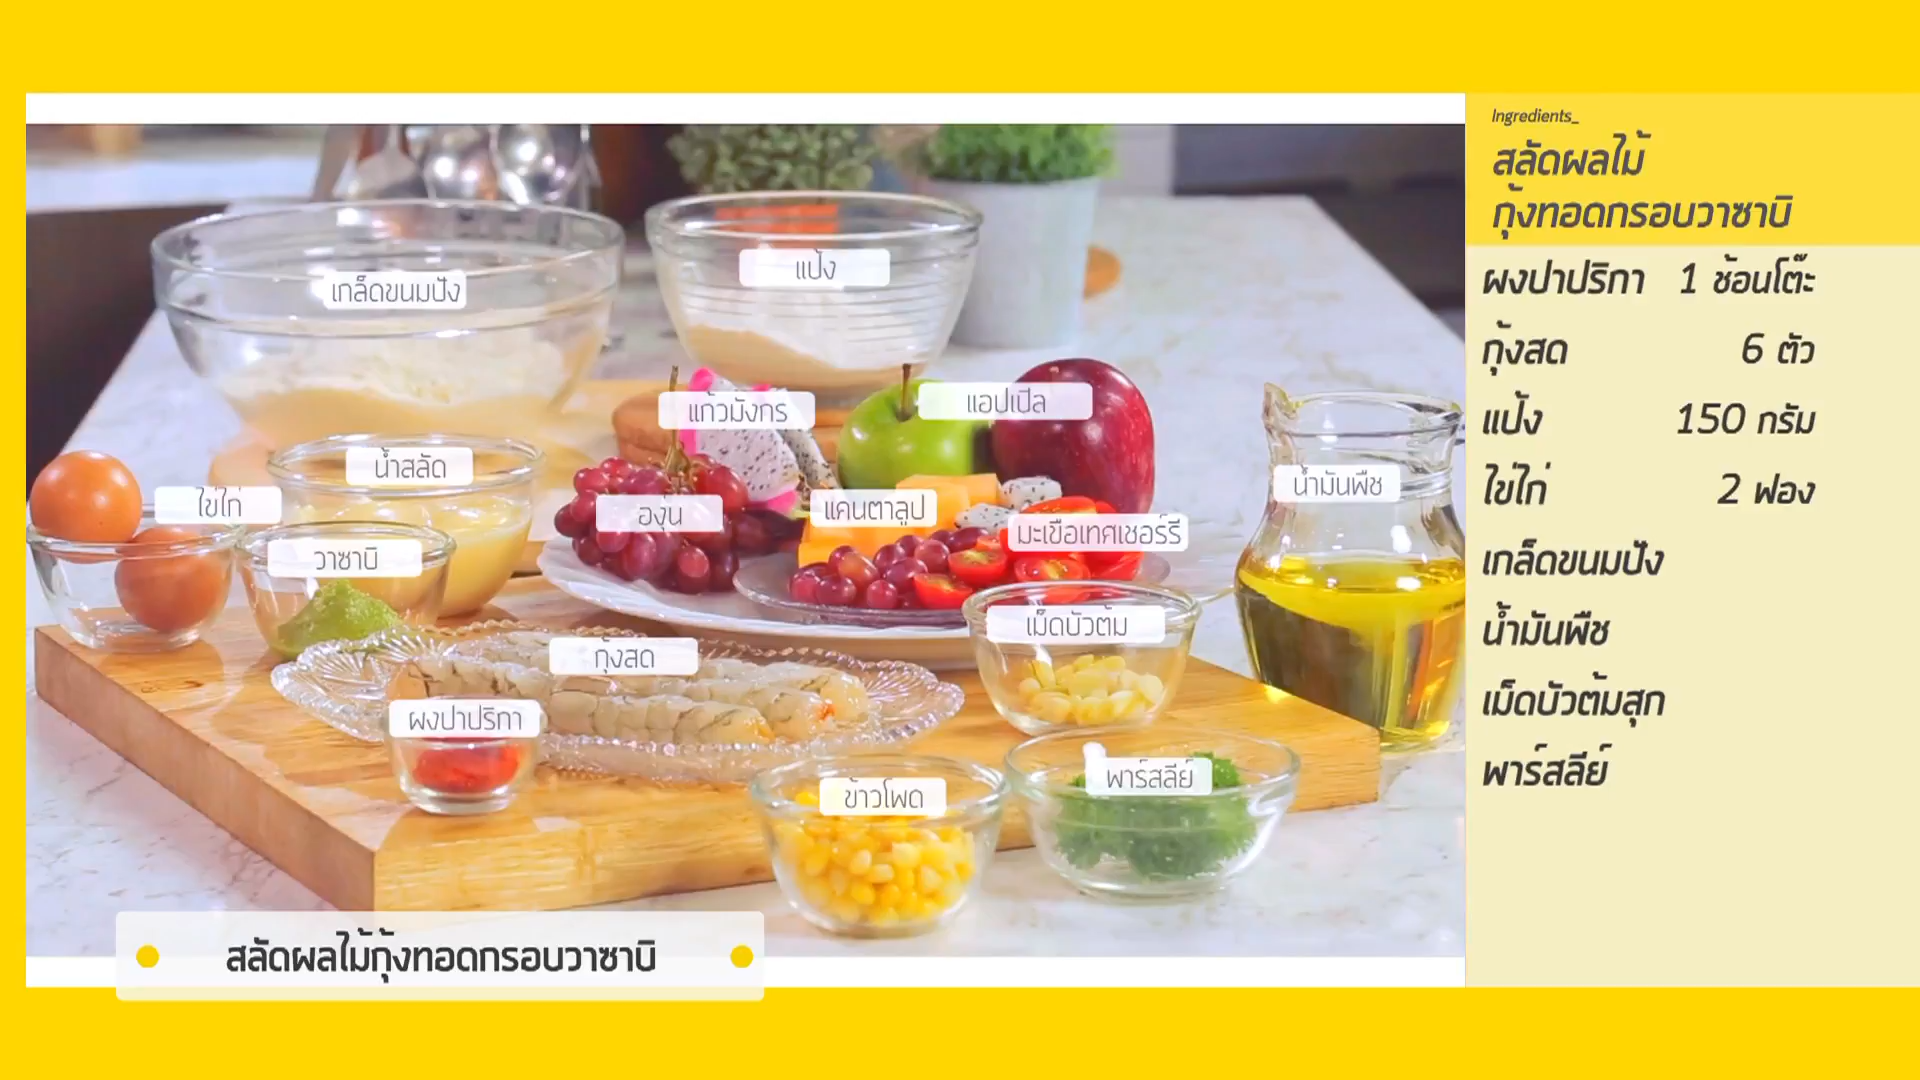 เกล็ดขนมปัง
แป้ง
แก้วมังกร
แอปเปิล
น้ำสลัด
ไข่ไก่
องุ่น
แคนตาลูป
มะเขือเทศเชอร์รี
น้ำมันพืช
วาซาบิ
เม็ดบัวต้ม
กุ้งสด
ผงปาปริกา
ข้าวโพด
พาร์สลีย์
สลัดผลไม้กุ้งทอดกรอบวาซาบิ
Ingredients_
สลัดผลไม้
กุ้งทอดกรอบวาซาบิ
ผงปาปริกา 1 ช้อนโต๊ะ
กุ้งสด 6 ตัว
แป้ง 150 กรัม
ไข่ไก่ 2 ฟอง
เกล็ดขนมปัง
น้ำมันพืช
เม็ดบัวต้มสุก
พาร์สลีย์